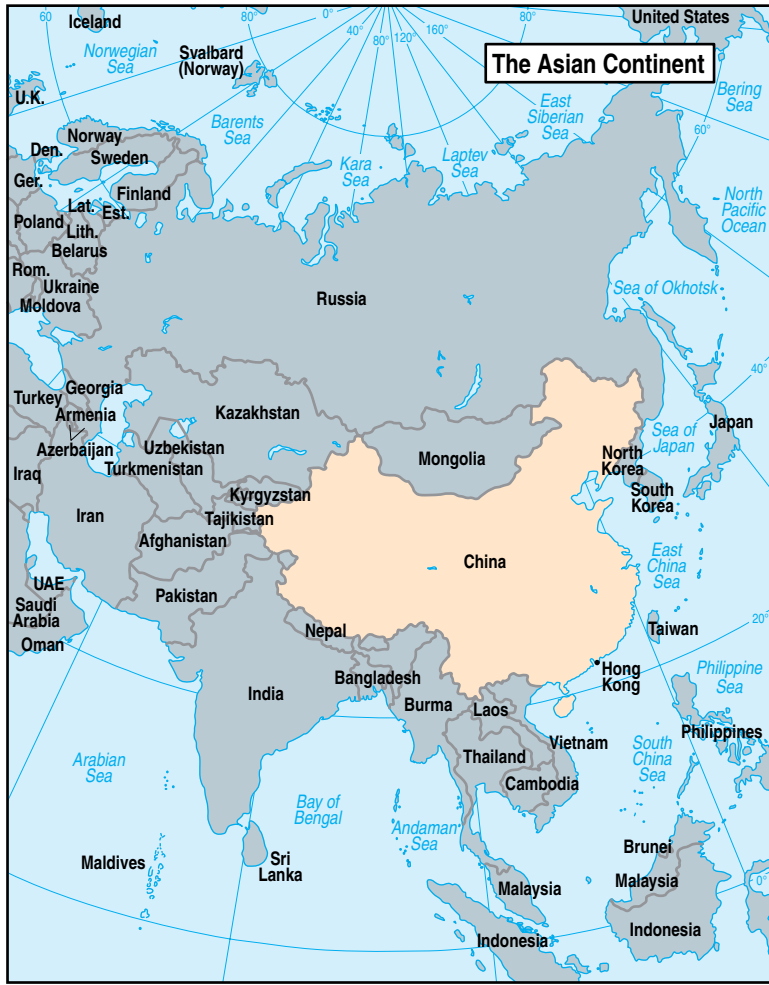 60
0°
40°
80°
120°
160°
80°
80°
United States
Iceland
Norwegian
Sea
Svalbard
(Norway)
The Asian Continent
U.K.
Barents
Sea
East
Siberian
Sea
Bering
Sea
60°
Den.
Norway
Sweden
Kara
Sea
Laptev
Sea
Ger.
Finland
Lat.
Est.
Poland
Lith.
Belarus
North
Pacific
Ocean
Rom.
Ukraine
Moldova
Russia
Sea of Okhotsk
40°
Georgia
Turkey
Armenia
Kazakhstan
Japan
Azerbaijan
Uzbekistan
Turkmenistan
Mongolia
Sea of
Japan
North
Korea
Iraq
Kyrgyzstan
South
Korea
Iran
Tajikistan
Afghanistan
China
East
China
Sea
UAE
Pakistan
Saudi
Arabia
Oman
Nepal
20°
Taiwan
Bangladesh
Hong
Kong
India
Burma
Laos
Philippine
Sea
Vietnam
Philippines
Thailand
Cambodia
South
China
Sea
Arabian
Sea
Bay of
Bengal
Andaman
Sea
Maldives
Sri
Lanka
Brunei
Malaysia
Malaysia
0°
Indonesia
Indonesia